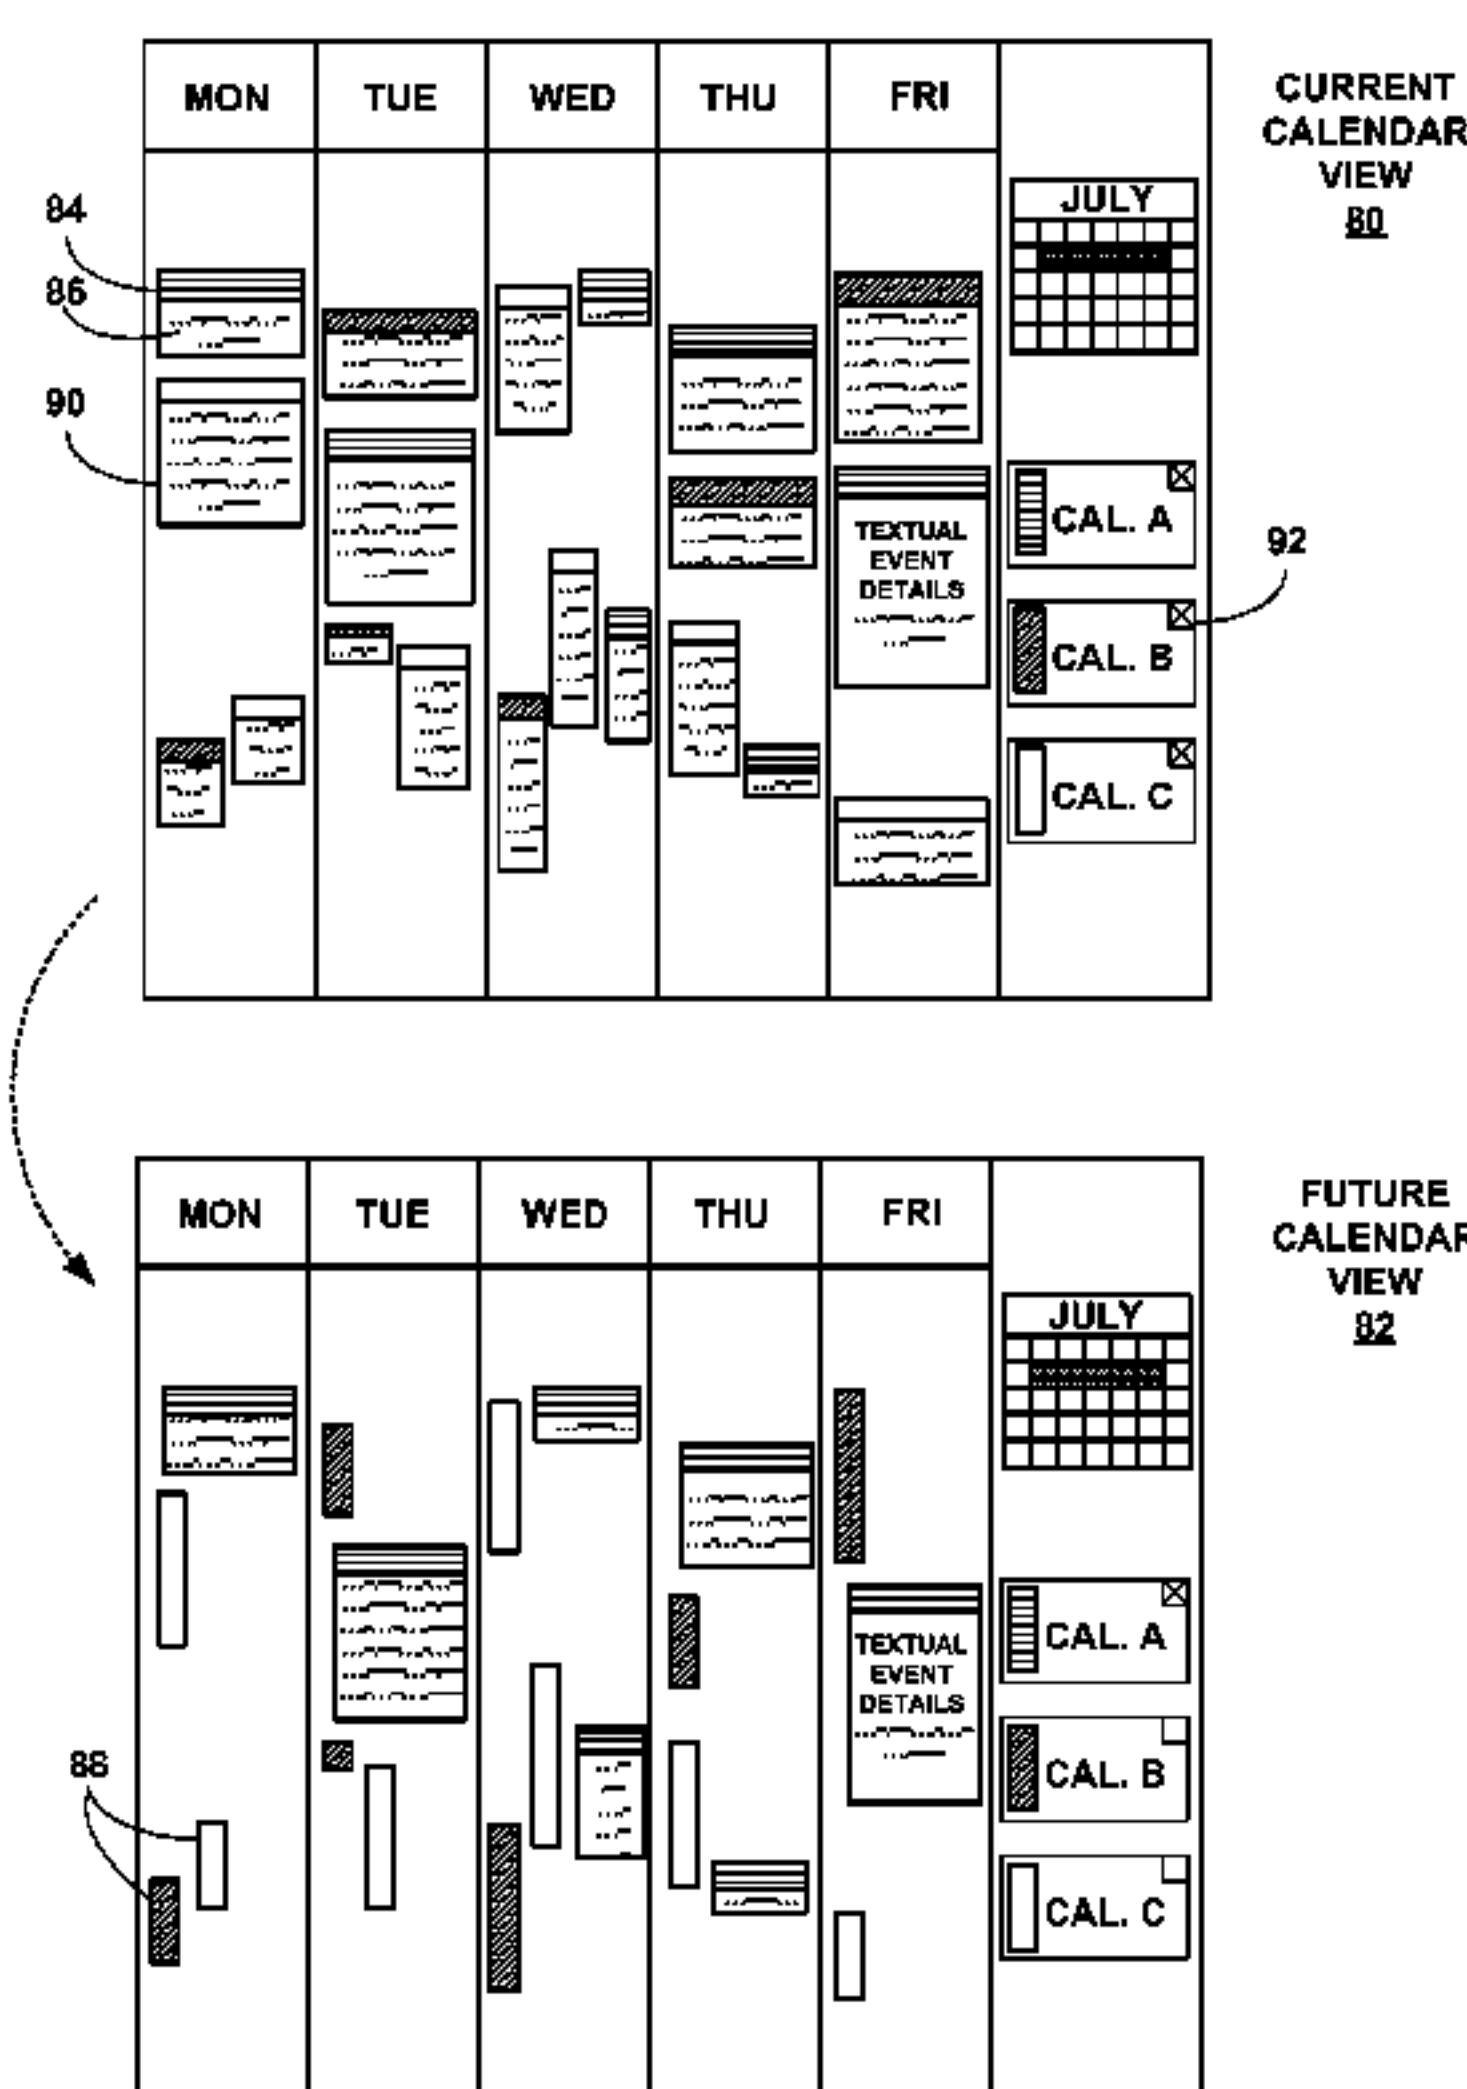 MON TUE WED THU FRI
CURRENT
CALENDAR
VIEW
80
JULY
84
86
90
TEXTUAL
EVENT
DETAILS
CAL. A
92
CAL. B
CAL. C
MON TUE WED THU FRI
FUTURE
CALENDAR
VIEW
82
JULY
TEXTUAL
EVENT
DETAILS
CAL. A
CAL. B
88
CAL. C